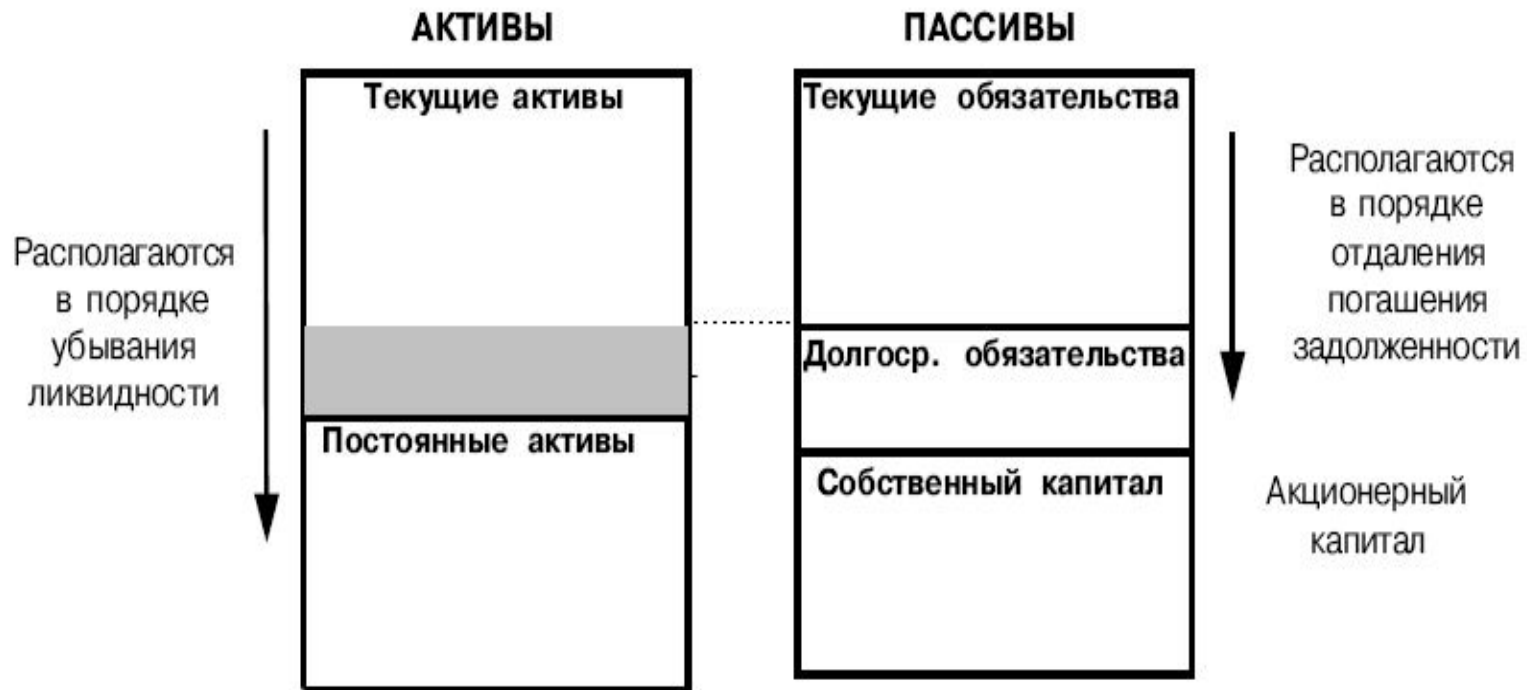 АКТИВЫ
ПАССИВЫ
Текущие активы
Текущие обязательства
Располагаются
в порядке
убывания
ликвидности
Располагаются
в порядке
отдаления
погашения
задолженности
Долгоср. обязательства
Постоянные активы
Собственный капитал
Акционерный
капитал